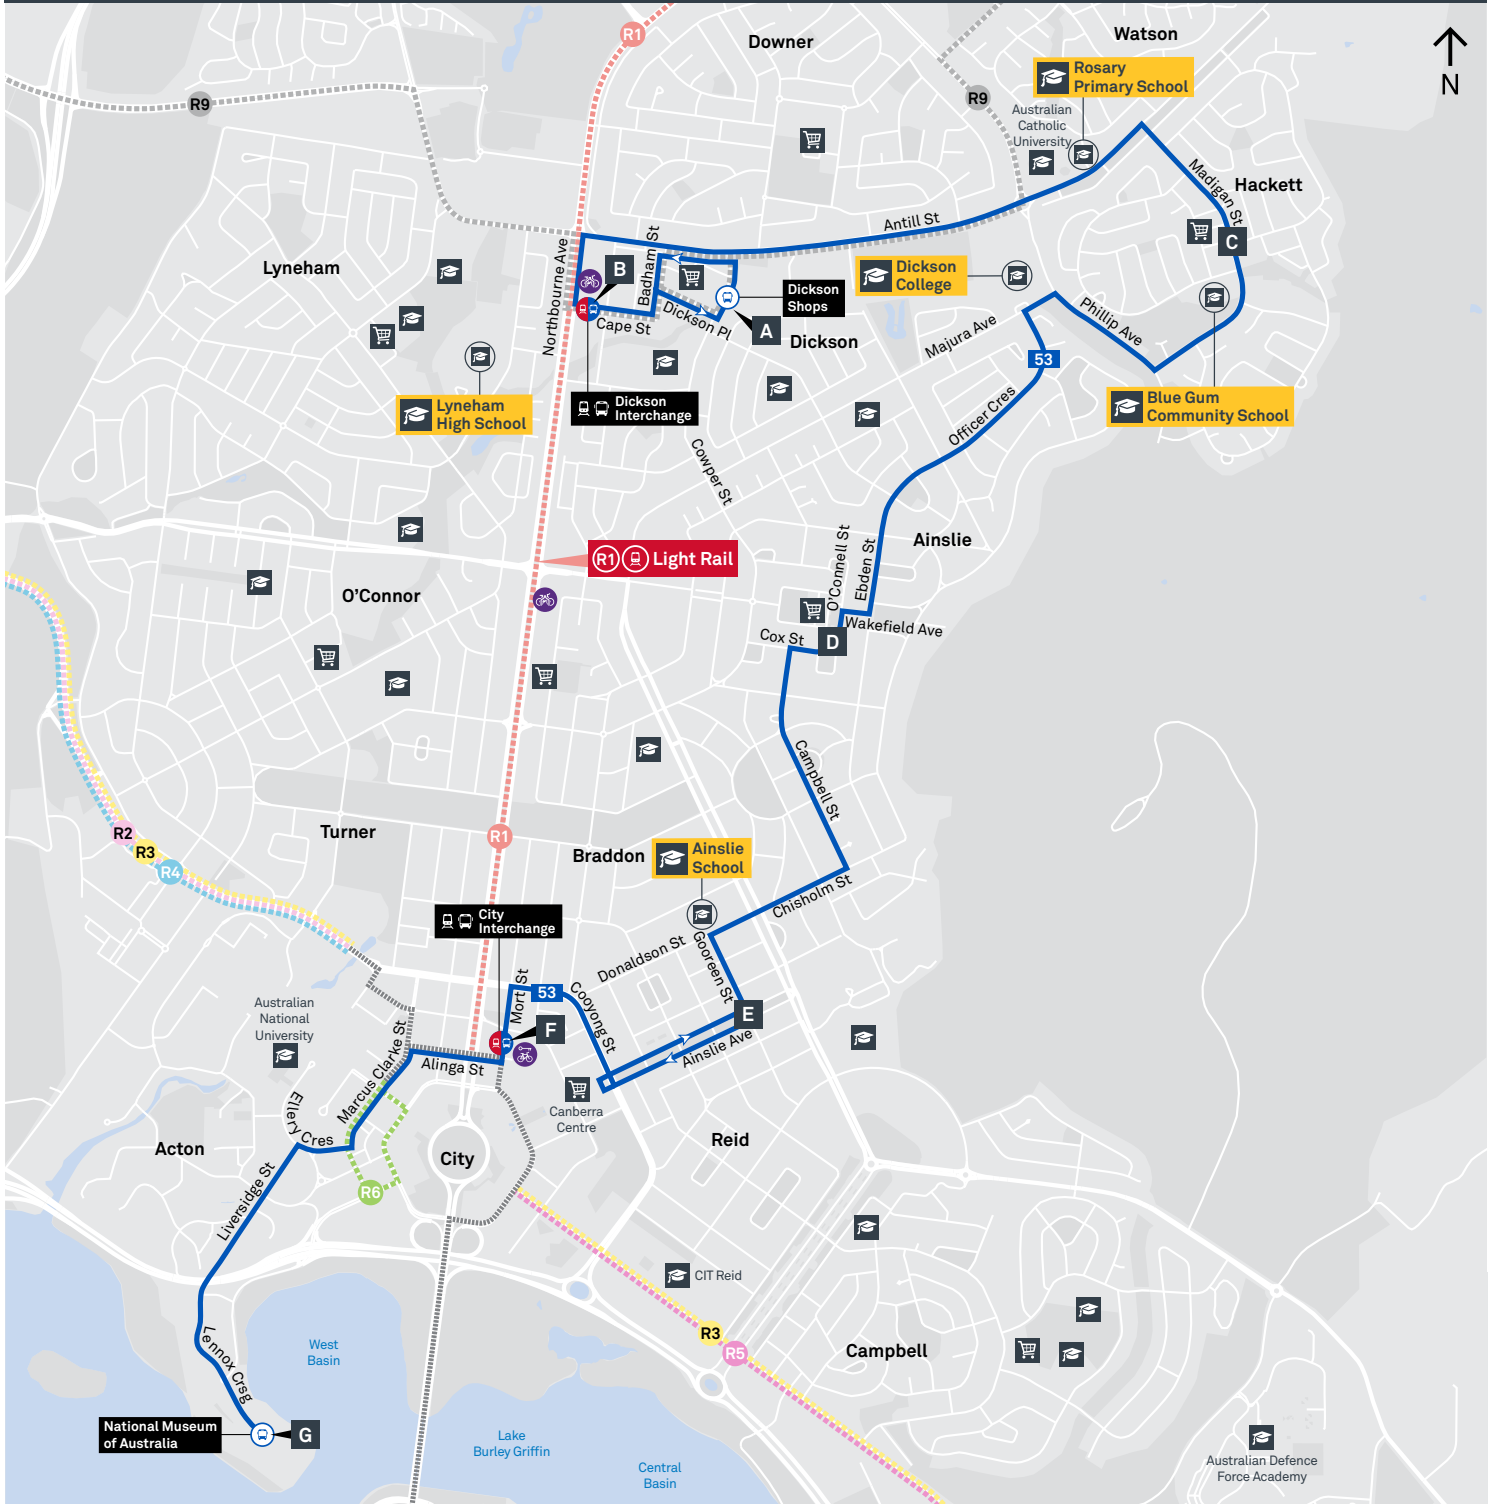 R1
Downer
Watson
N
Rosary
Primary School
R9
R9
Australian
Catholic
University
Madigan St
Hackett
Antill St
C
Lyneham
Northbourne Ave
Badham St
B
Dickson
College
Dickson
Shops
Cape St
Dickson Pl
A
Dickson
Majura Ave
Phillip Ave
53
Lyneham
High School
Dickson
Interchange
Blue Gum
Community School
Officer Cres
Cowper St
R1
Light Rail
O'Connell St
Ebden St
Ainslie
O'Connor
Wakefield Ave
Cox St
D
Campbell St
R2
R3
R4
Turner
R1
Braddon
Ainslie
School
Chisholm St
City
Interchange
Donaldson St
Gooreen St
Mort St
53
Cooyong St
Australian
National
University
F
E
Marcus Clarke St
Alinga St
Ainslie Ave
Ellery Cres
Canberra
Centre
Acton
City
Reid
R6
Liversidge St
CIT Reid
Lennox Crsg
West
Basin
R3
R5
Campbell
National Museum
of Australia
G
Lake
Burley Griffin
Central
Basin
Australian Defence
Force Academy